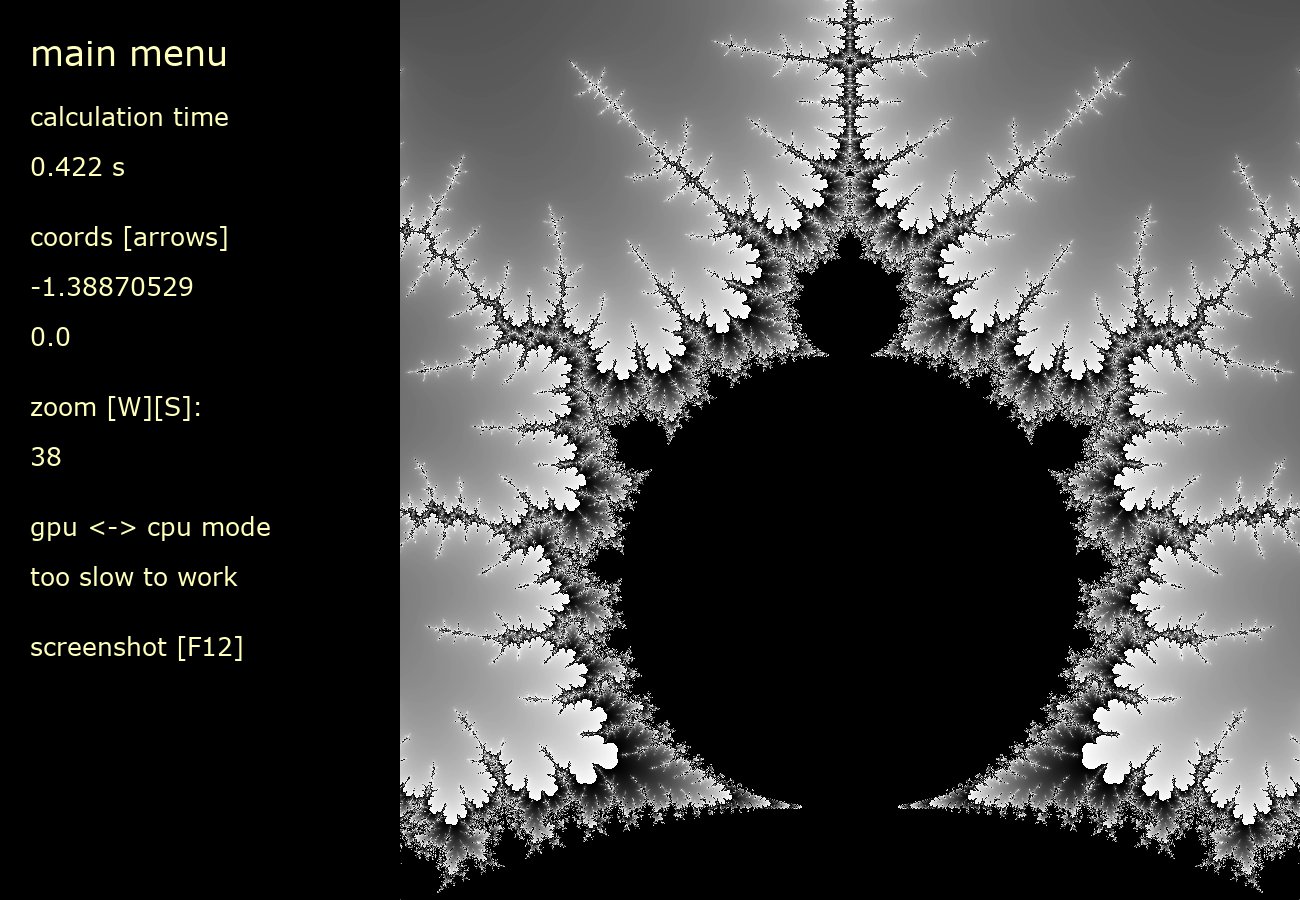 main menu
calculation time
0.422 s
coords [arrows]
-1.38870529
0.0
zoom [W][S]:
38
gpu <-> cpu mode
too slow to work
screenshot [F12]